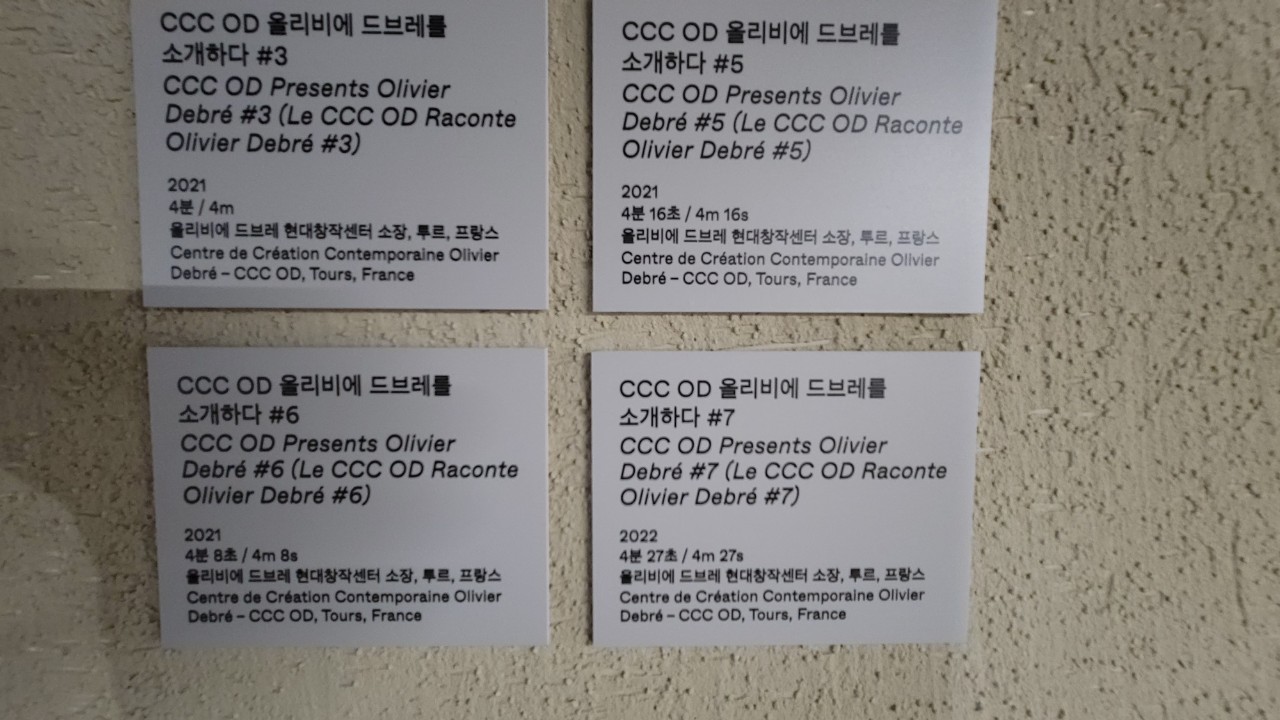 CCC OD 올리비에 드브레를
소개하다 #3
CCC OD Presents Olivier
Debré #3 (Le CCC OD Raconte
Olivier Debré #3)
2021
4분 / 4m
올리비에 드브레 현대창작센터 소장, 투르, 프랑스
Centre de Création Contemporaine Olivier
Debré – CCC OD, Tours, France
CCC OD 올리비에 드브레를
소개하다 #5
CCC OD Presents Olivier
Debré #5 (Le CCC OD Raconte
Olivier Debré #5)
2021
4분 16초 / 4m 16s
올리비에 드브레 현대창작센터 소장, 투르, 프랑스
Centre de Création Contemporaine Olivier
Debré – CCC OD, Tours, France
CCC OD 올리비에 드브레를
소개하다 #6
CCC OD Presents Olivier
Debré #6 (Le CCC OD Raconte
Olivier Debré #6)
2021
4분 8초 / 4m 8s
올리비에 드브레 현대창작센터 소장, 투르, 프랑스
Centre de Création Contemporaine Olivier
Debré – CCC OD, Tours, France
CCC OD 올리비에 드브레를
소개하다 #7
CCC OD Presents Olivier
Debré #7 (Le CCC OD Raconte
Olivier Debré #7)
2022
4분 27초 / 4m 27s
올리비에 드브레 현대창작센터 소장, 투르, 프랑스
Centre de Création Contemporaine Olivier
Debré – CCC OD, Tours, France